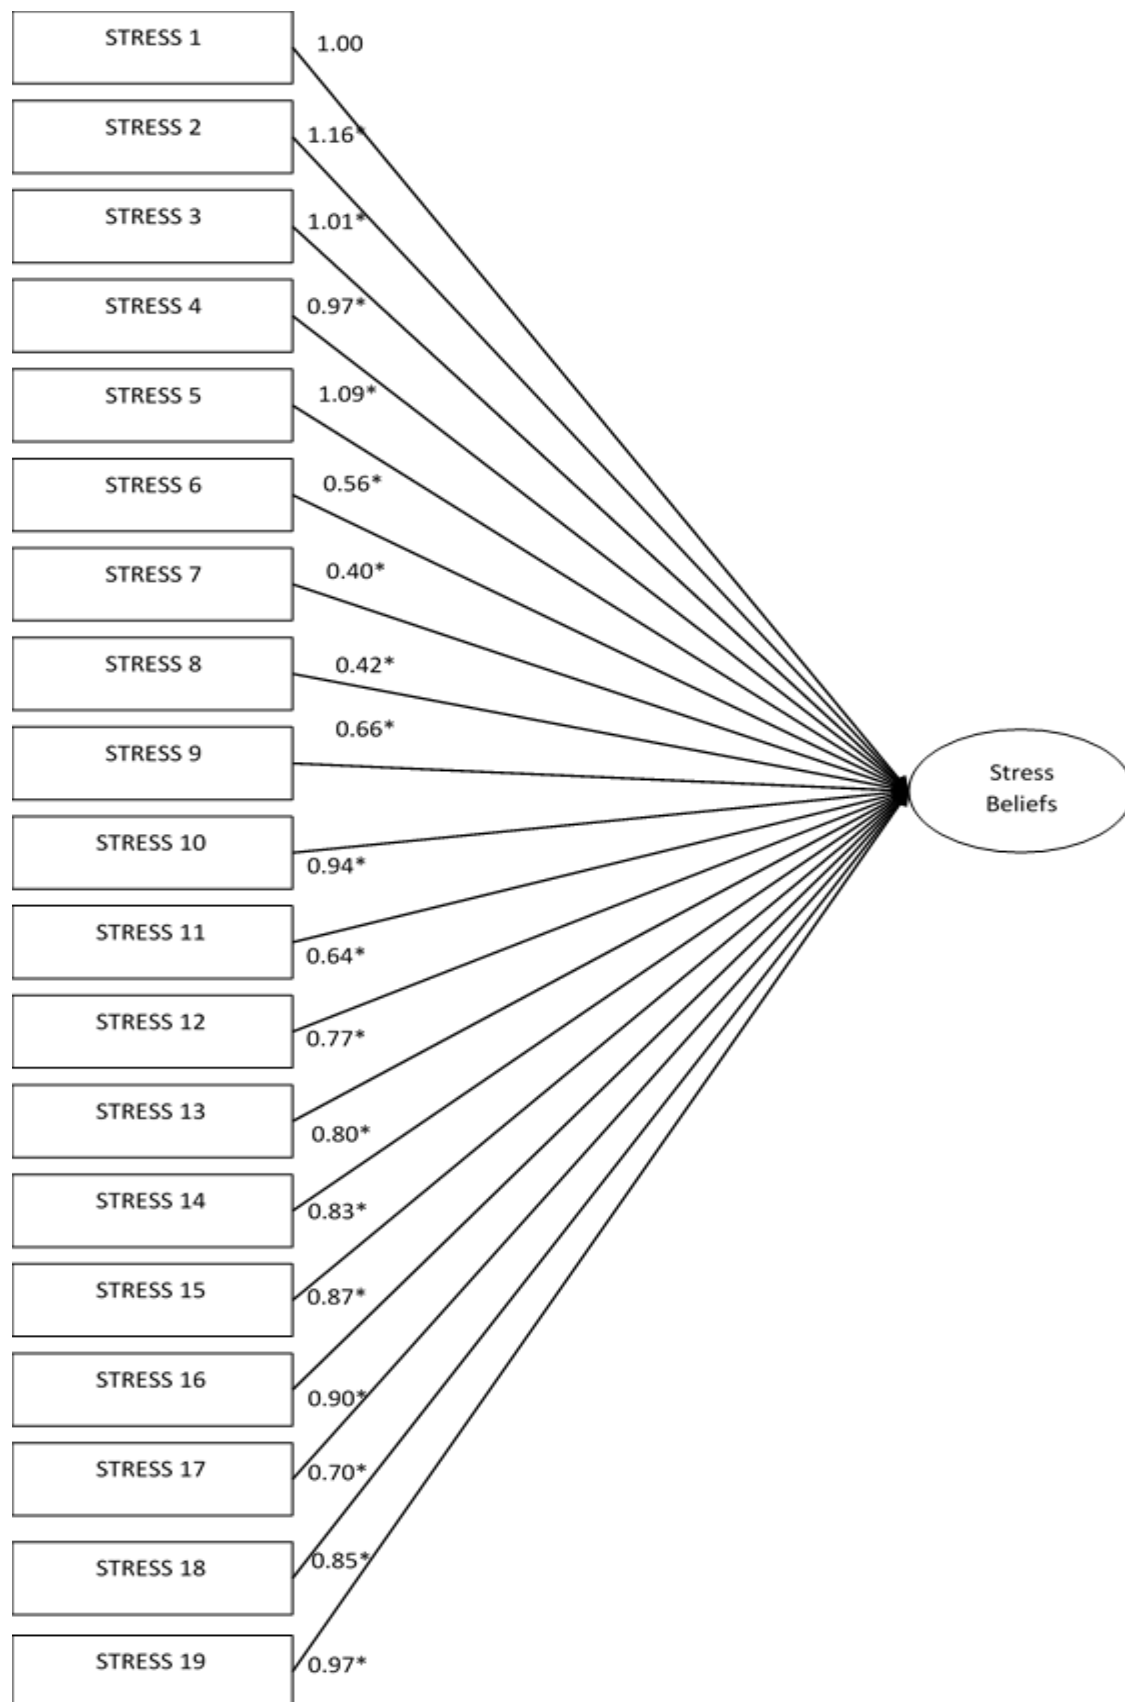 STRESS 1
1.00
STRESS 2
1.16*
STRESS 3
1.01*
STRESS 4
0.97*
STRESS 5
1.09*
STRESS 6
0.56*
STRESS 7
0.40*
STRESS 8
0.42*
STRESS 9
0.66*
STRESS 10
0.94*
STRESS 11
0.64*
STRESS 12
0.77*
STRESS 13
0.80*
STRESS 14
0.83*
STRESS 15
0.87*
STRESS 16
0.90*
STRESS 17
0.70*
STRESS 18
0.85*
STRESS 19
0.97*
Stress
Beliefs